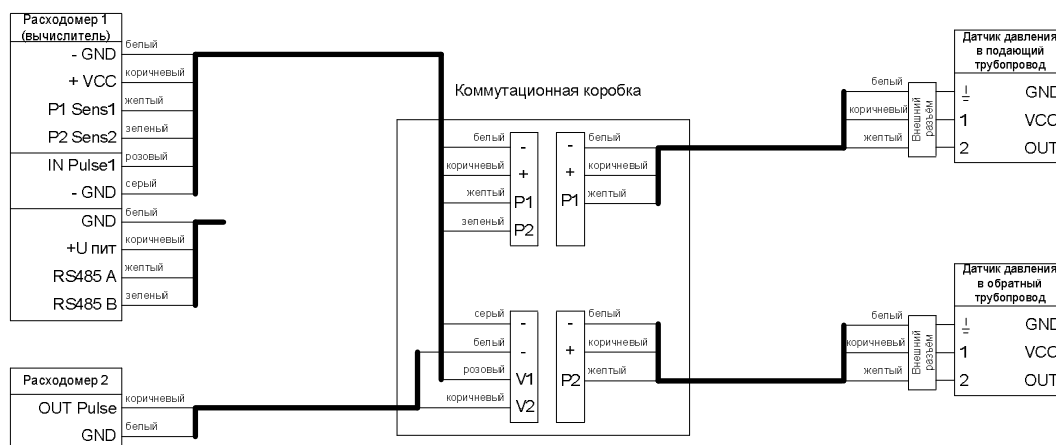 Расходомер 1
(вычислитель)
- GND
белый
+ VCC
коричневый
P1 Sens1
желтый
P2 Sens2
зеленый
IN Pulse1
розовый
- GND
серый
GND
белый
+U пит
коричневый
RS485 A
желтый
RS485 B
зеленый
Расходомер 2
OUT Pulse
коричневый
GND
белый
Коммутационная коробка
белый
-
коричневый
+
желтый
P1
зеленый
P2
-
белый
+
коричневый
P1
желтый
серый
-
белый
-
розовый
V1
коричневый
V2
-
белый
+
коричневый
P2
желтый
Датчик давления
в подающий
трубопровод
белый
коричневый
желтый
Внешний
разъём
GND
1
VCC
2
OUT
Датчик давления
в обратный
трубопровод
белый
коричневый
желтый
Внешний
разъём
GND
1
VCC
2
OUT